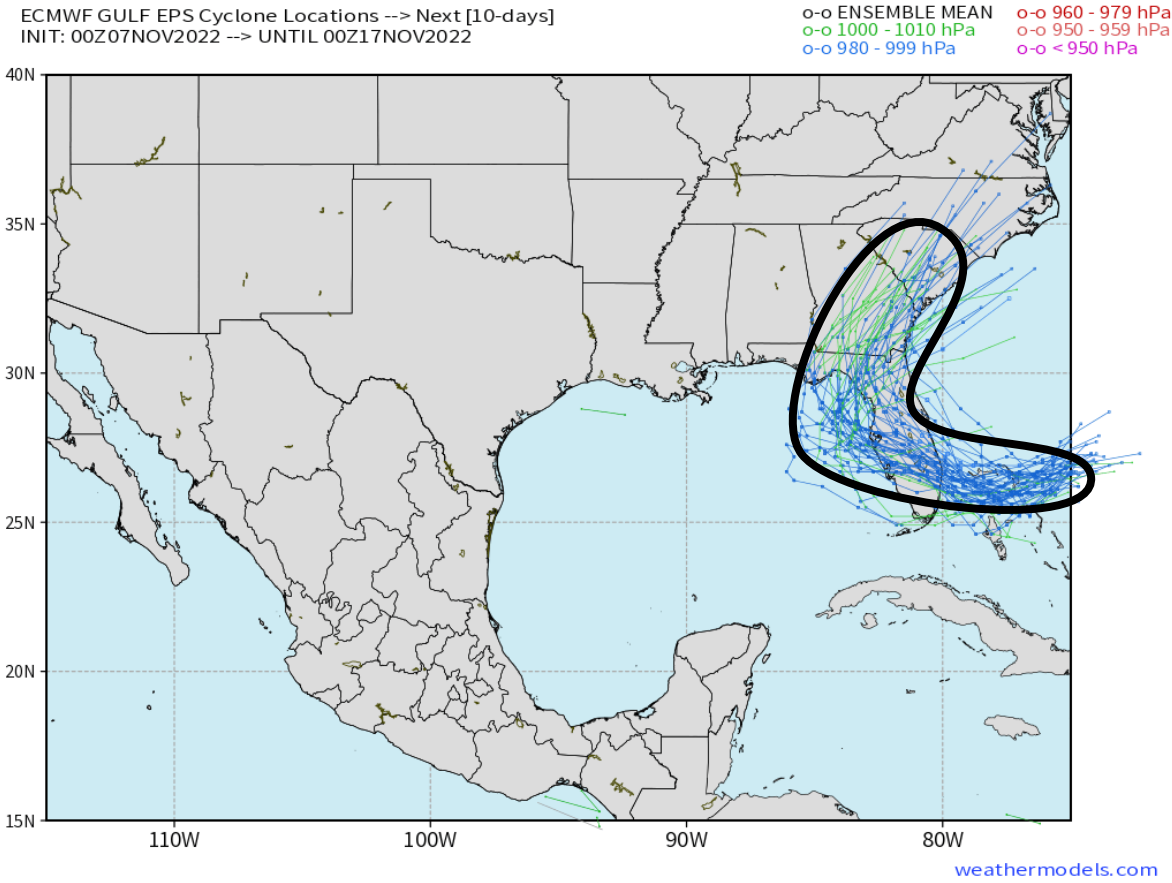 ECMWF GULF EPS Cyclone Locations --> Next [10-days]
INIT: 00Z07NOV2022 --> UNTIL 00Z17NOV2022
o-o ENSEMBLE MEAN
o-o 1000 - 1010 hPa
o-o 980 - 999 hPa
o-o 960 - 979 hPa
o-o 950 - 959 hPa
o-o < 950 hPa
40N
35N
30N
25N
20N
15N
110W
100W
90W
80W
weathermodels.com